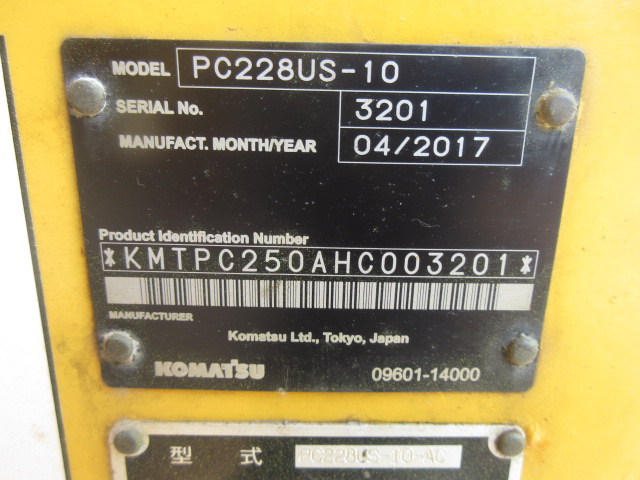 MODEL PC228US-10
SERIAL No. 3201
MANUFACT. MONTH/YEAR 04/2017
Product Identification Number
*KMTPC250AHC003201*
MANUFACTURER
Komatsu Ltd., Tokyo, Japan
KOMATSU 09601-14000
型 式 PC228US-10-AC